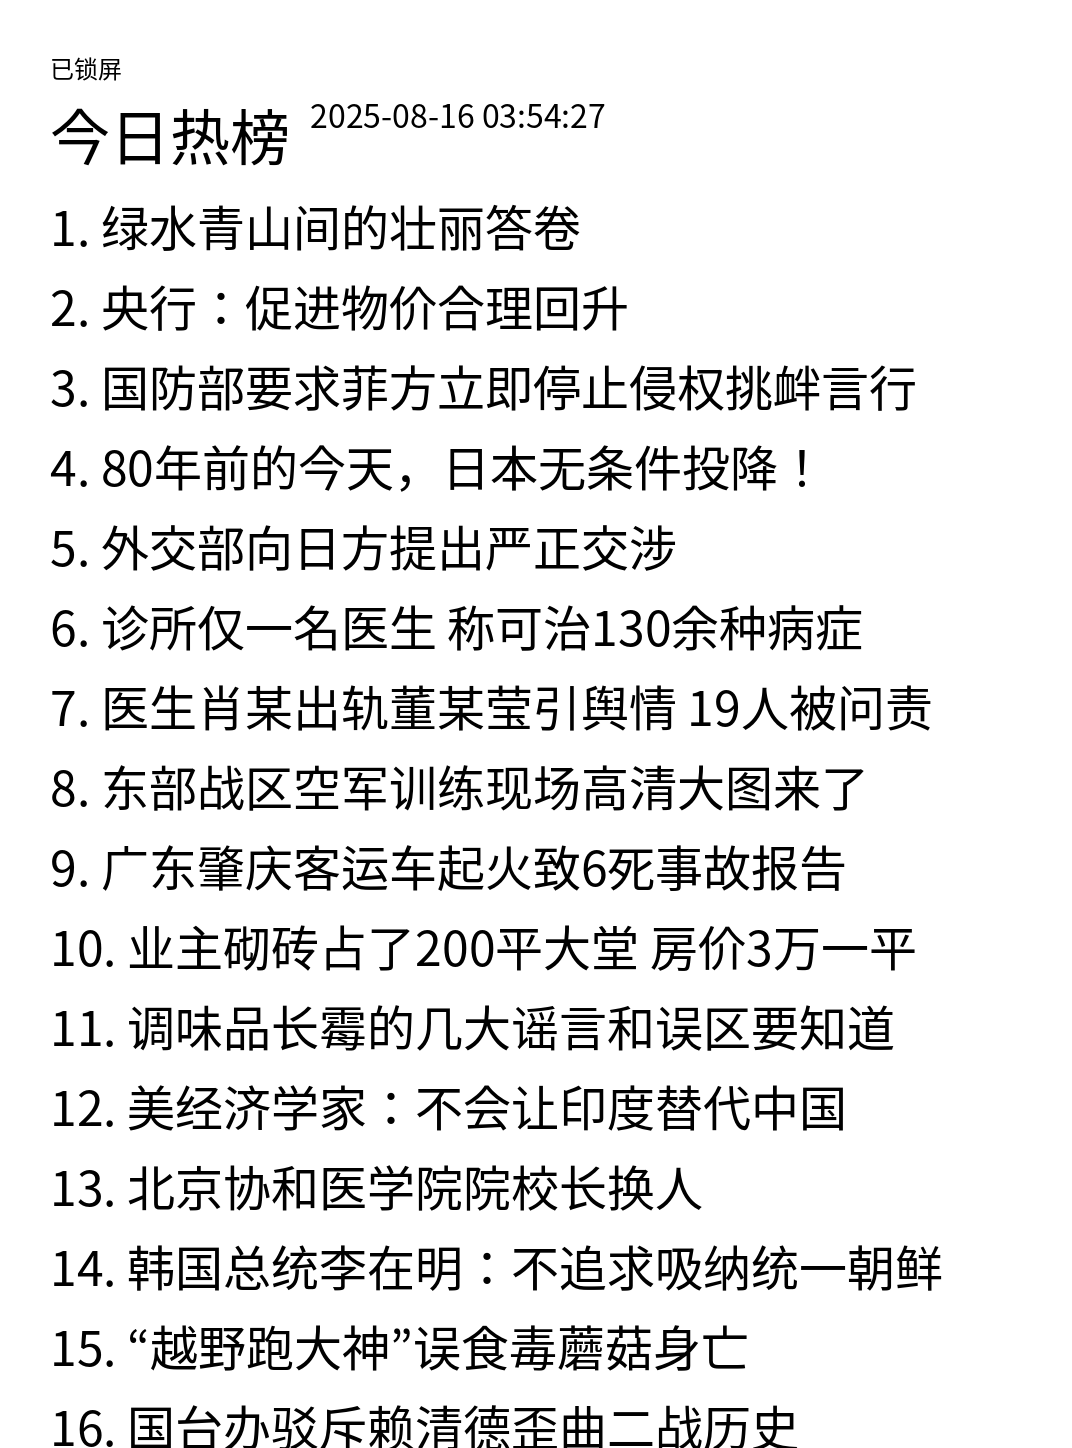 已锁屏
今日热榜 2025-08-16 03:54:27
1. 绿水青山间的壮丽答卷
2. 央行：促进物价合理回升
3. 国防部要求菲方立即停止侵权挑衅言行
4. 80年前的今天，日本无条件投降！
5. 外交部向日方提出严正交涉
6. 诊所仅一名医生 称可治130余种病症
7. 医生肖某出轨董某莹引舆情 19人被问责
8. 东部战区空军训练现场高清大图来了
9. 广东肇庆客运车起火致6死事故报告
10. 业主砌砖占了200平大堂 房价3万一平
11. 调味品长霉的几大谣言和误区要知道
12. 美经济学家：不会让印度替代中国
13. 北京协和医学院院校长换人
14. 韩国总统李在明：不追求吸纳统一朝鲜
15. “越野跑大神”误食毒蘑菇身亡
16. 国台办驳斥赖清德歪曲二战历史